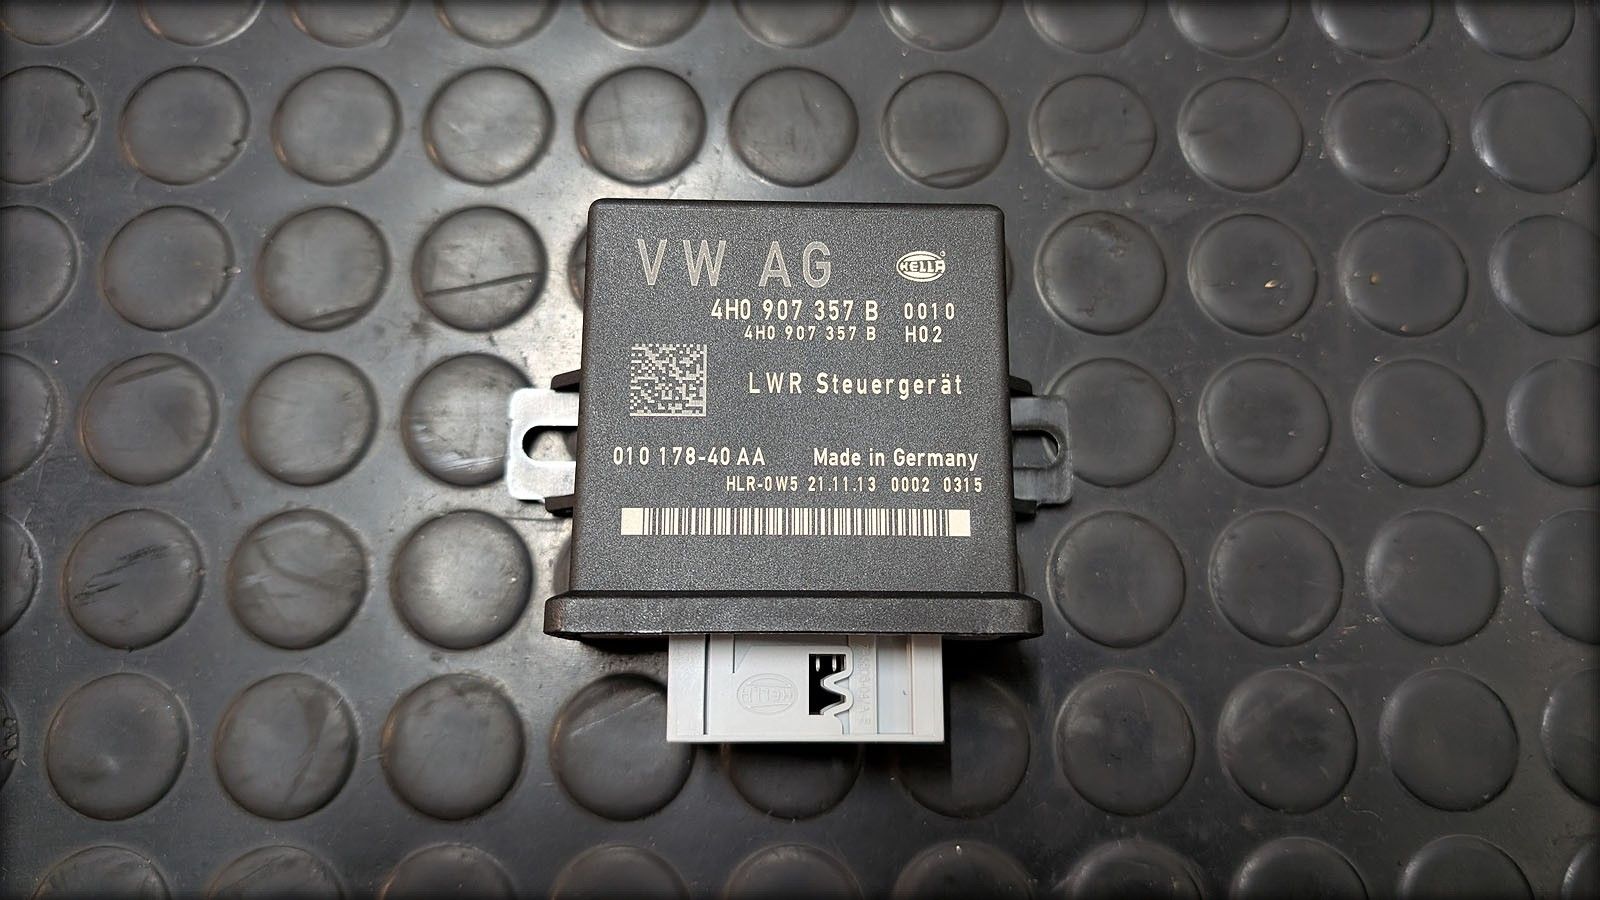 VW AG HELLA
4H0 907 357 B 0010
4H0 907 357 B H02
LWR Steuergerät
010 178-40 AA Made in Germany
HLR-0W5 21.11.13 0002 0315
HELLA